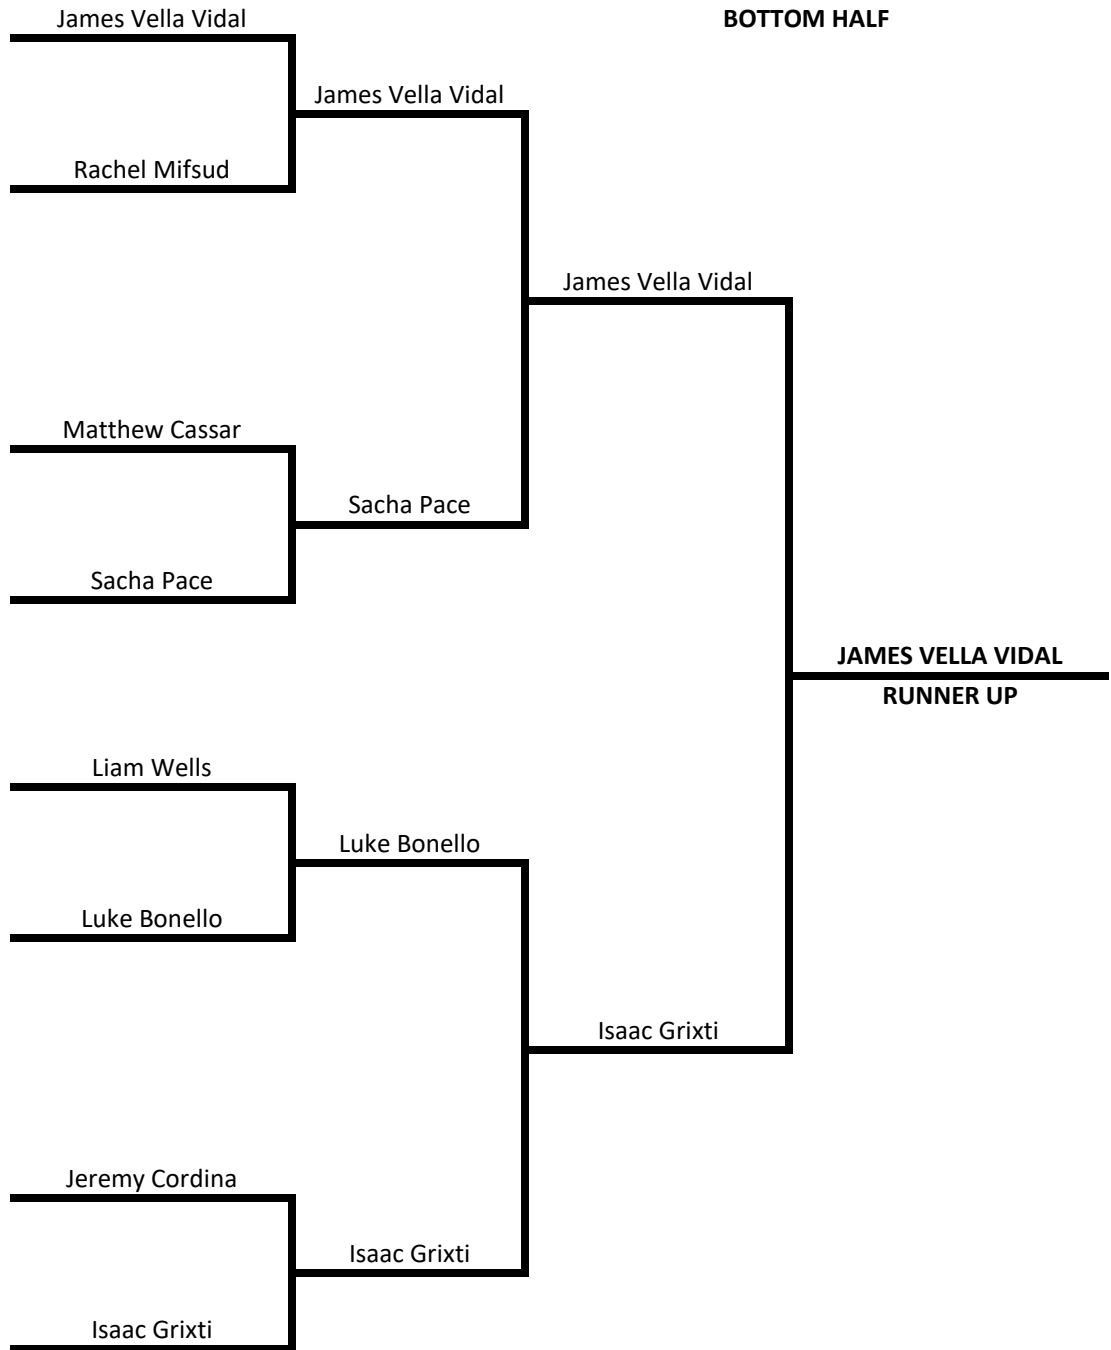 James Vella Vidal
BOTTOM HALF
James Vella Vidal
Rachel Mifsud
James Vella Vidal
Matthew Cassar
Sacha Pace
Sacha Pace
JAMES VELLA VIDAL
RUNNER UP
Liam Wells
Luke Bonello
Luke Bonello
Isaac Grixti
Jeremy Cordina
Isaac Grixti
Isaac Grixti